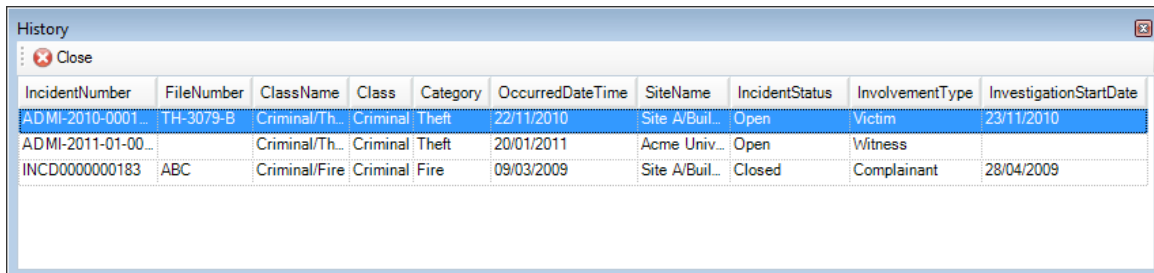 History
Close
IncidentNumber FileNumber ClassName Class Category OccurredDateTime SiteName IncidentStatus InvolvementType InvestigationStartDate
ADMI-2010-0001... TH-3079-B Criminal/Th... Criminal Theft 22/11/2010 Site A/Buil... Open Victim 23/11/2010
ADMI-2011-01-00... Criminal/Th... Criminal Theft 20/01/2011 Acme Univ... Open Witness
INCD0000000183 ABC Criminal/Fire Criminal Fire 09/03/2009 Site A/Buil... Closed Complainant 28/04/2009